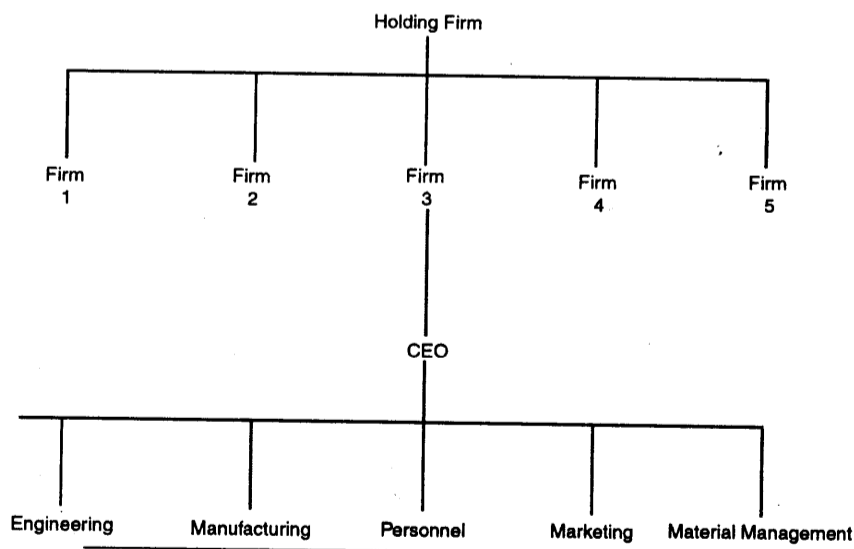 Holding Firm
Firm
1
Firm
2
Firm
3
Firm
4
Firm
5
CEO
Engineering
Manufacturing
Personnel
Marketing
Material Management